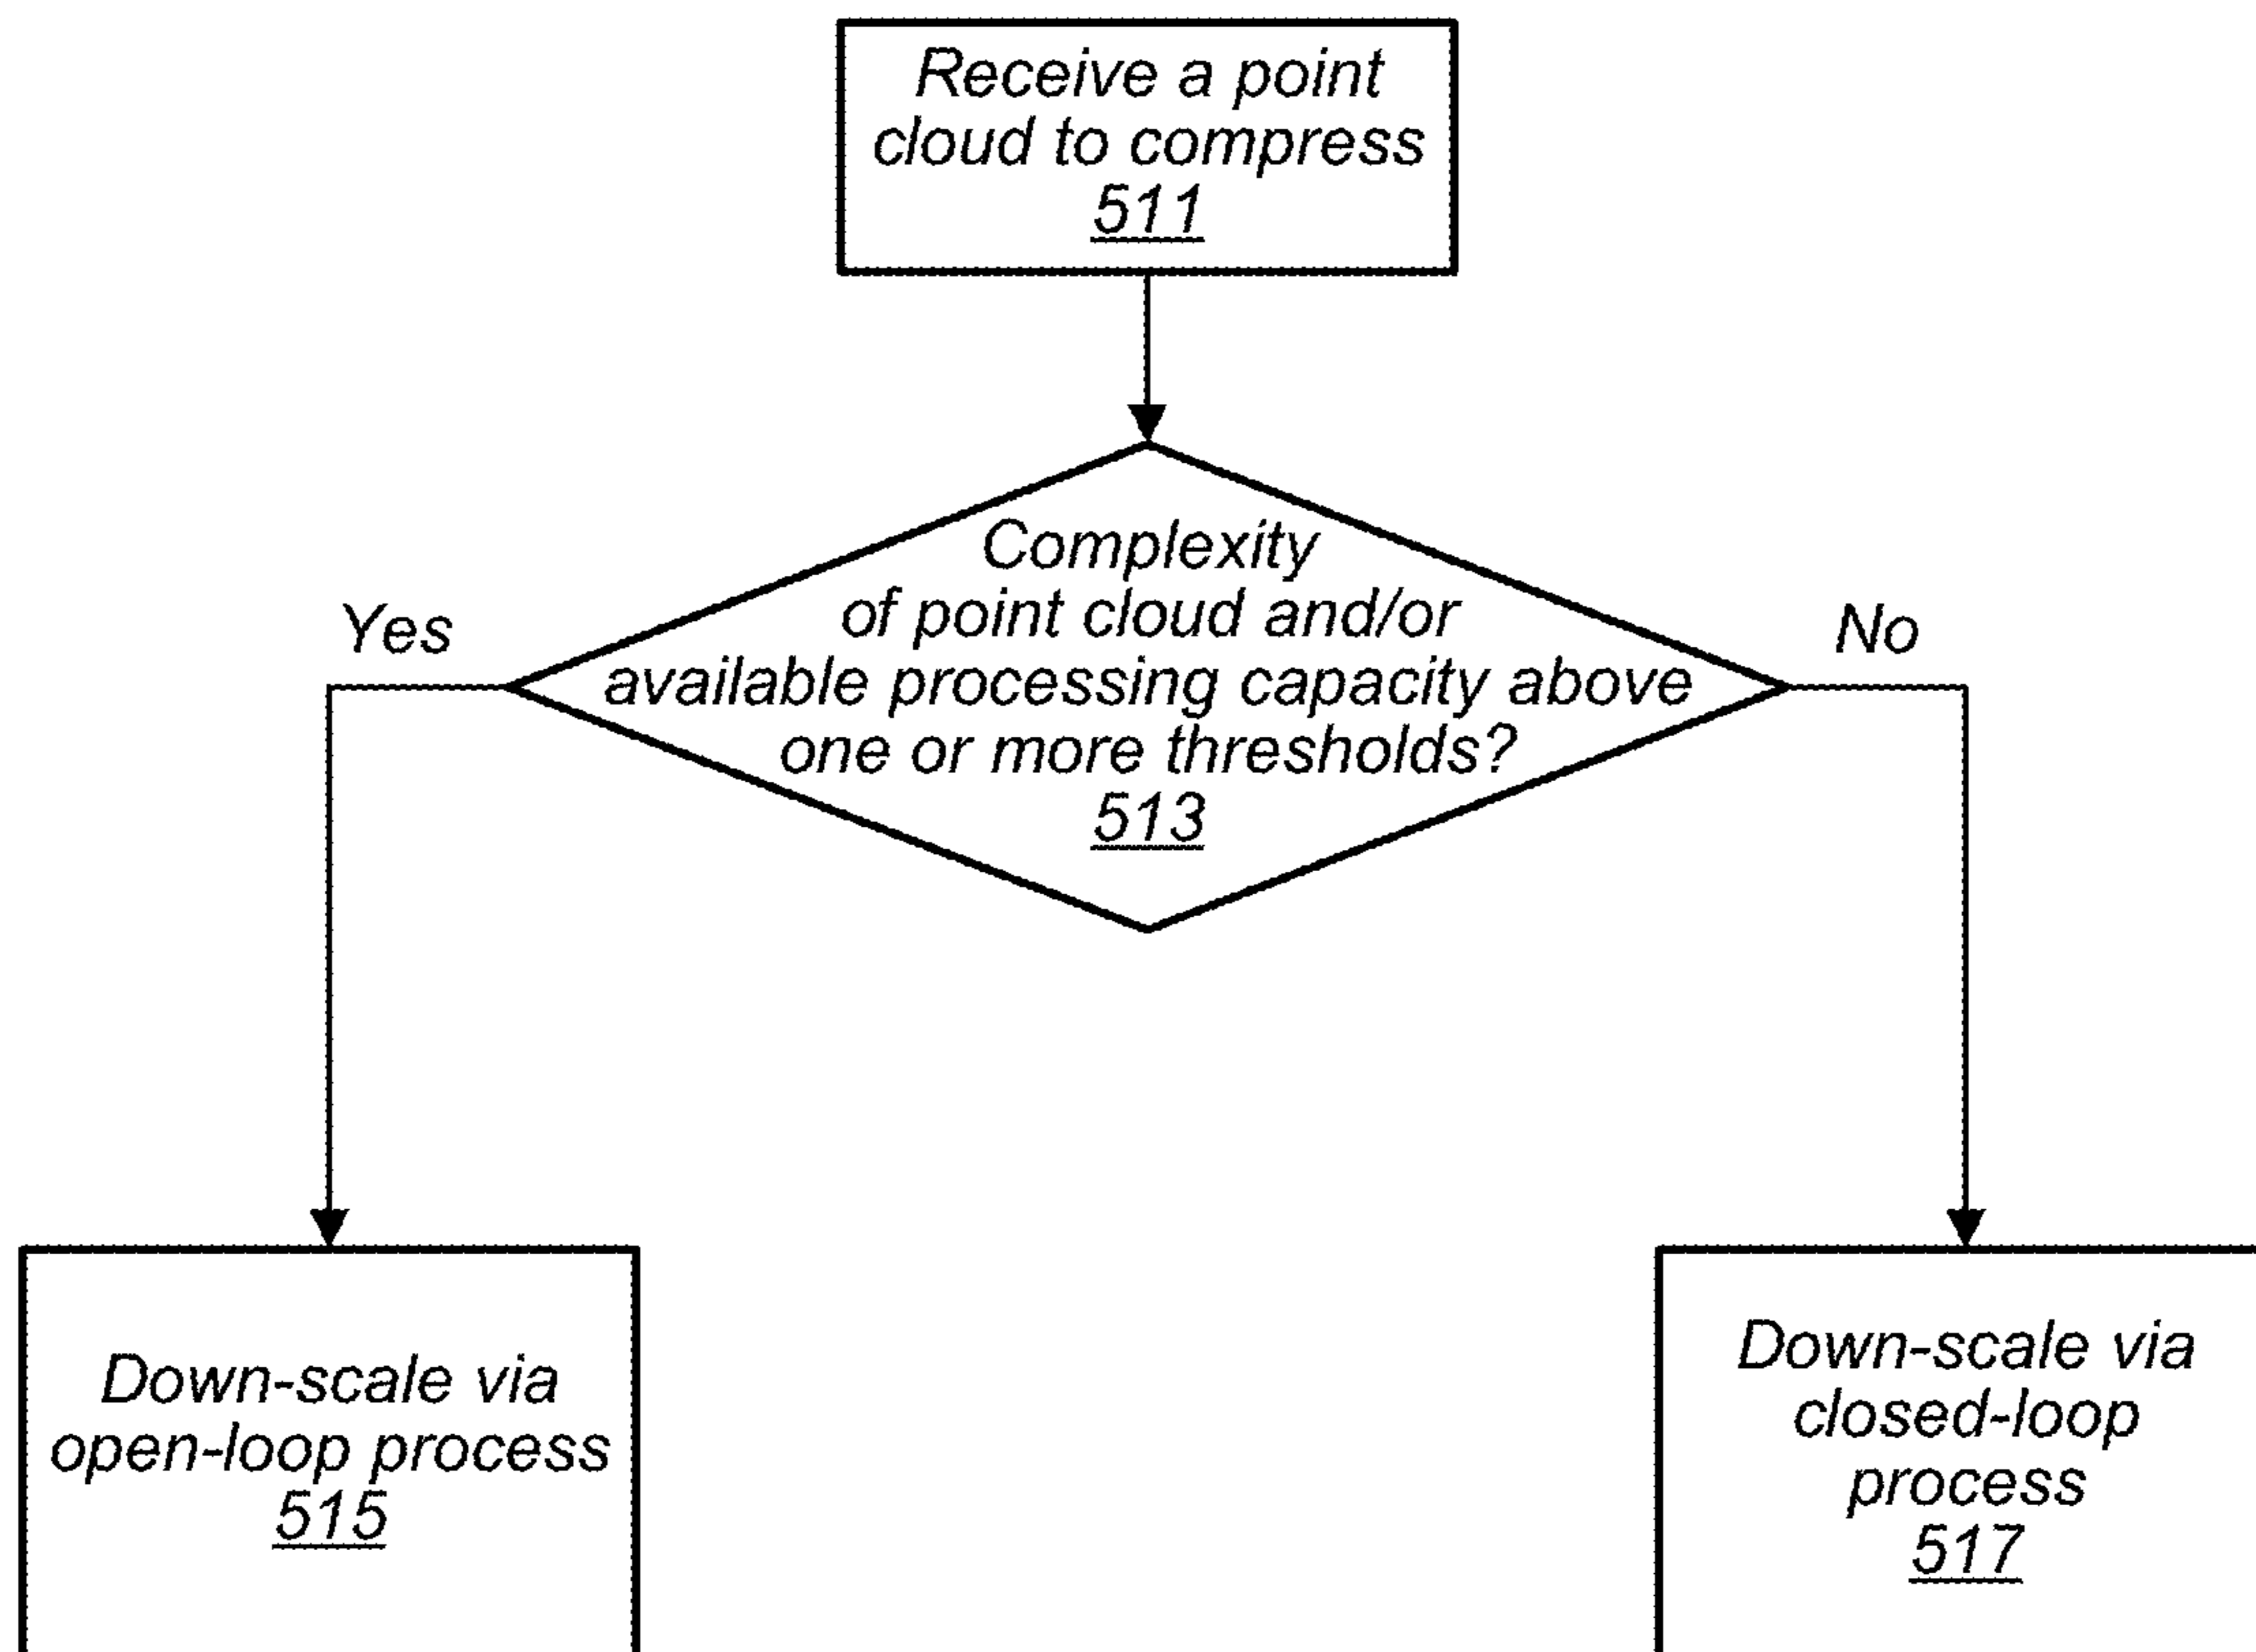 Receive a point
cloud to compress
511
Complexity
of point cloud and/or
available processing capacity above
one or more thresholds?
513
Yes
No
Down-scale via
open-loop process
515
Down-scale via
closed-loop
process
517